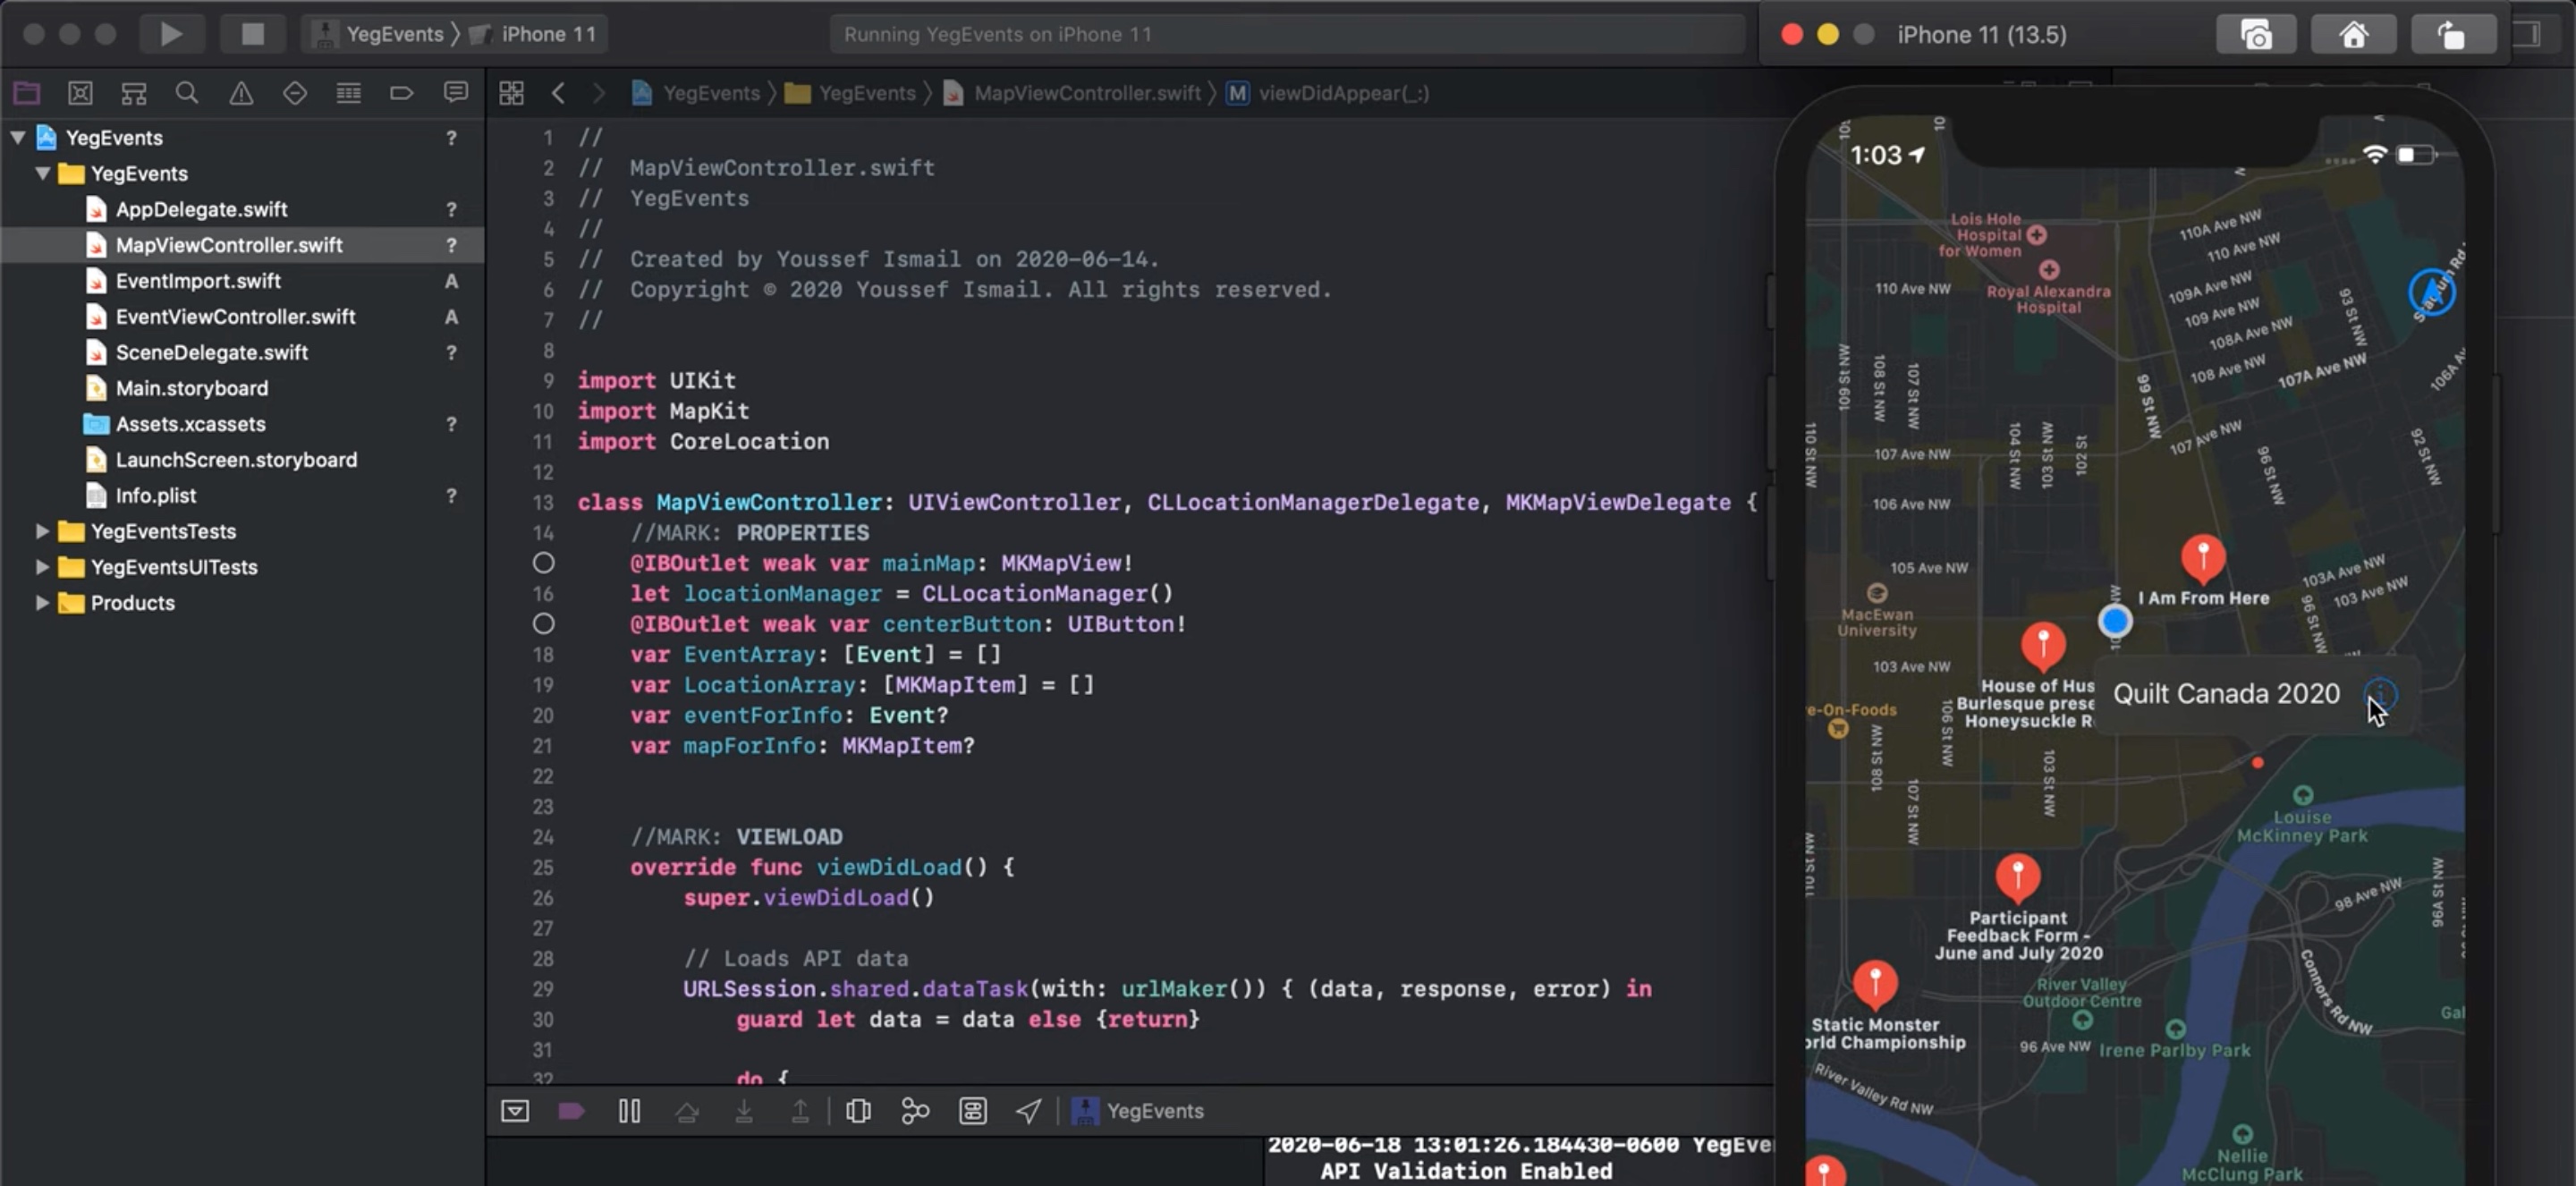 YegEvents
iPhone 11
Running YegEvents on iPhone 11
iPhone 11 (13.5)
YegEvents
YegEvents
MapViewController.swift
M
viewDidAppear(_:)
YegEvents ?
YegEvents
AppDelegate.swift ?
MapViewController.swift ?
EventImport.swift A
EventViewController.swift A
SceneDelegate.swift ?
Main.storyboard
Assets.xcassets ?
LaunchScreen.storyboard
Info.plist ?
YegEventsTests
YegEventsUITests
Products
1 //
2 //  MapViewController.swift
3 //  YegEvents
4 //
5 //  Created by Youssef Ismail on 2020-06-14.
6 //  Copyright © 2020 Youssef Ismail. All rights reserved.
7 //
8
9 import UIKit
10 import MapKit
11 import CoreLocation
12
13 class MapViewController: UIViewController, CLLocationManagerDelegate, MKMapViewDelegate {
14 //MARK: PROPERTIES
@IBOutlet weak var mainMap: MKMapView!
16 let locationManager = CLLocationManager()
@IBOutlet weak var centerButton: UIButton!
18 var EventArray: [Event] = []
19 var LocationArray: [MKMapItem] = []
20 var eventForInfo: Event?
21 var mapForInfo: MKMapItem?
22
23
24 //MARK: VIEWLOAD
25 override func viewDidLoad() {
26 super.viewDidLoad()
27
28 // Loads API data
29 URLSession.shared.dataTask(with: urlMaker()) { (data, response, error) in
30 guard let data = data else {return}
31
32 do {
YegEvents
2020-06-18 13:01:26.184430-0600 YegEve
API Validation Enabled
1:03
Lois Hole
Hospital
for Women
Royal Alexandra
Hospital
110A Ave NW
110 Ave NW
109A Ave NW
109 Ave NW
108A Ave NW
108 Ave NW
107A Ave NW
107 Ave NW
93 St NW
92 St NW
96 St NW
99 St NW
110 Ave NW
109 St NW
108 St NW
107 St NW
110 St NW
104 St NW
103 St NW
102 St
107 Ave NW
106 Ave NW
105 Ave NW
MacEwan
University
103 Ave NW
I Am From Here
103A Ave NW
103 Ave NW
96 St NW
House of Hus
Burlesque prese
Honeysuckle R
Quilt Canada 2020
e-On-Foods
106 St NW
108 St NW
107 St NW
103 St NW
Louise
McKinney Park
98 Ave NW
96A St NW
Participant
Feedback Form -
June and July 2020
River Valley
Outdoor Centre
Connors Rd NW
Gal
Static Monster
orld Championship
96 Ave NW
Irene Parlby Park
River Valley Rd NW
Nellie
McClung Park